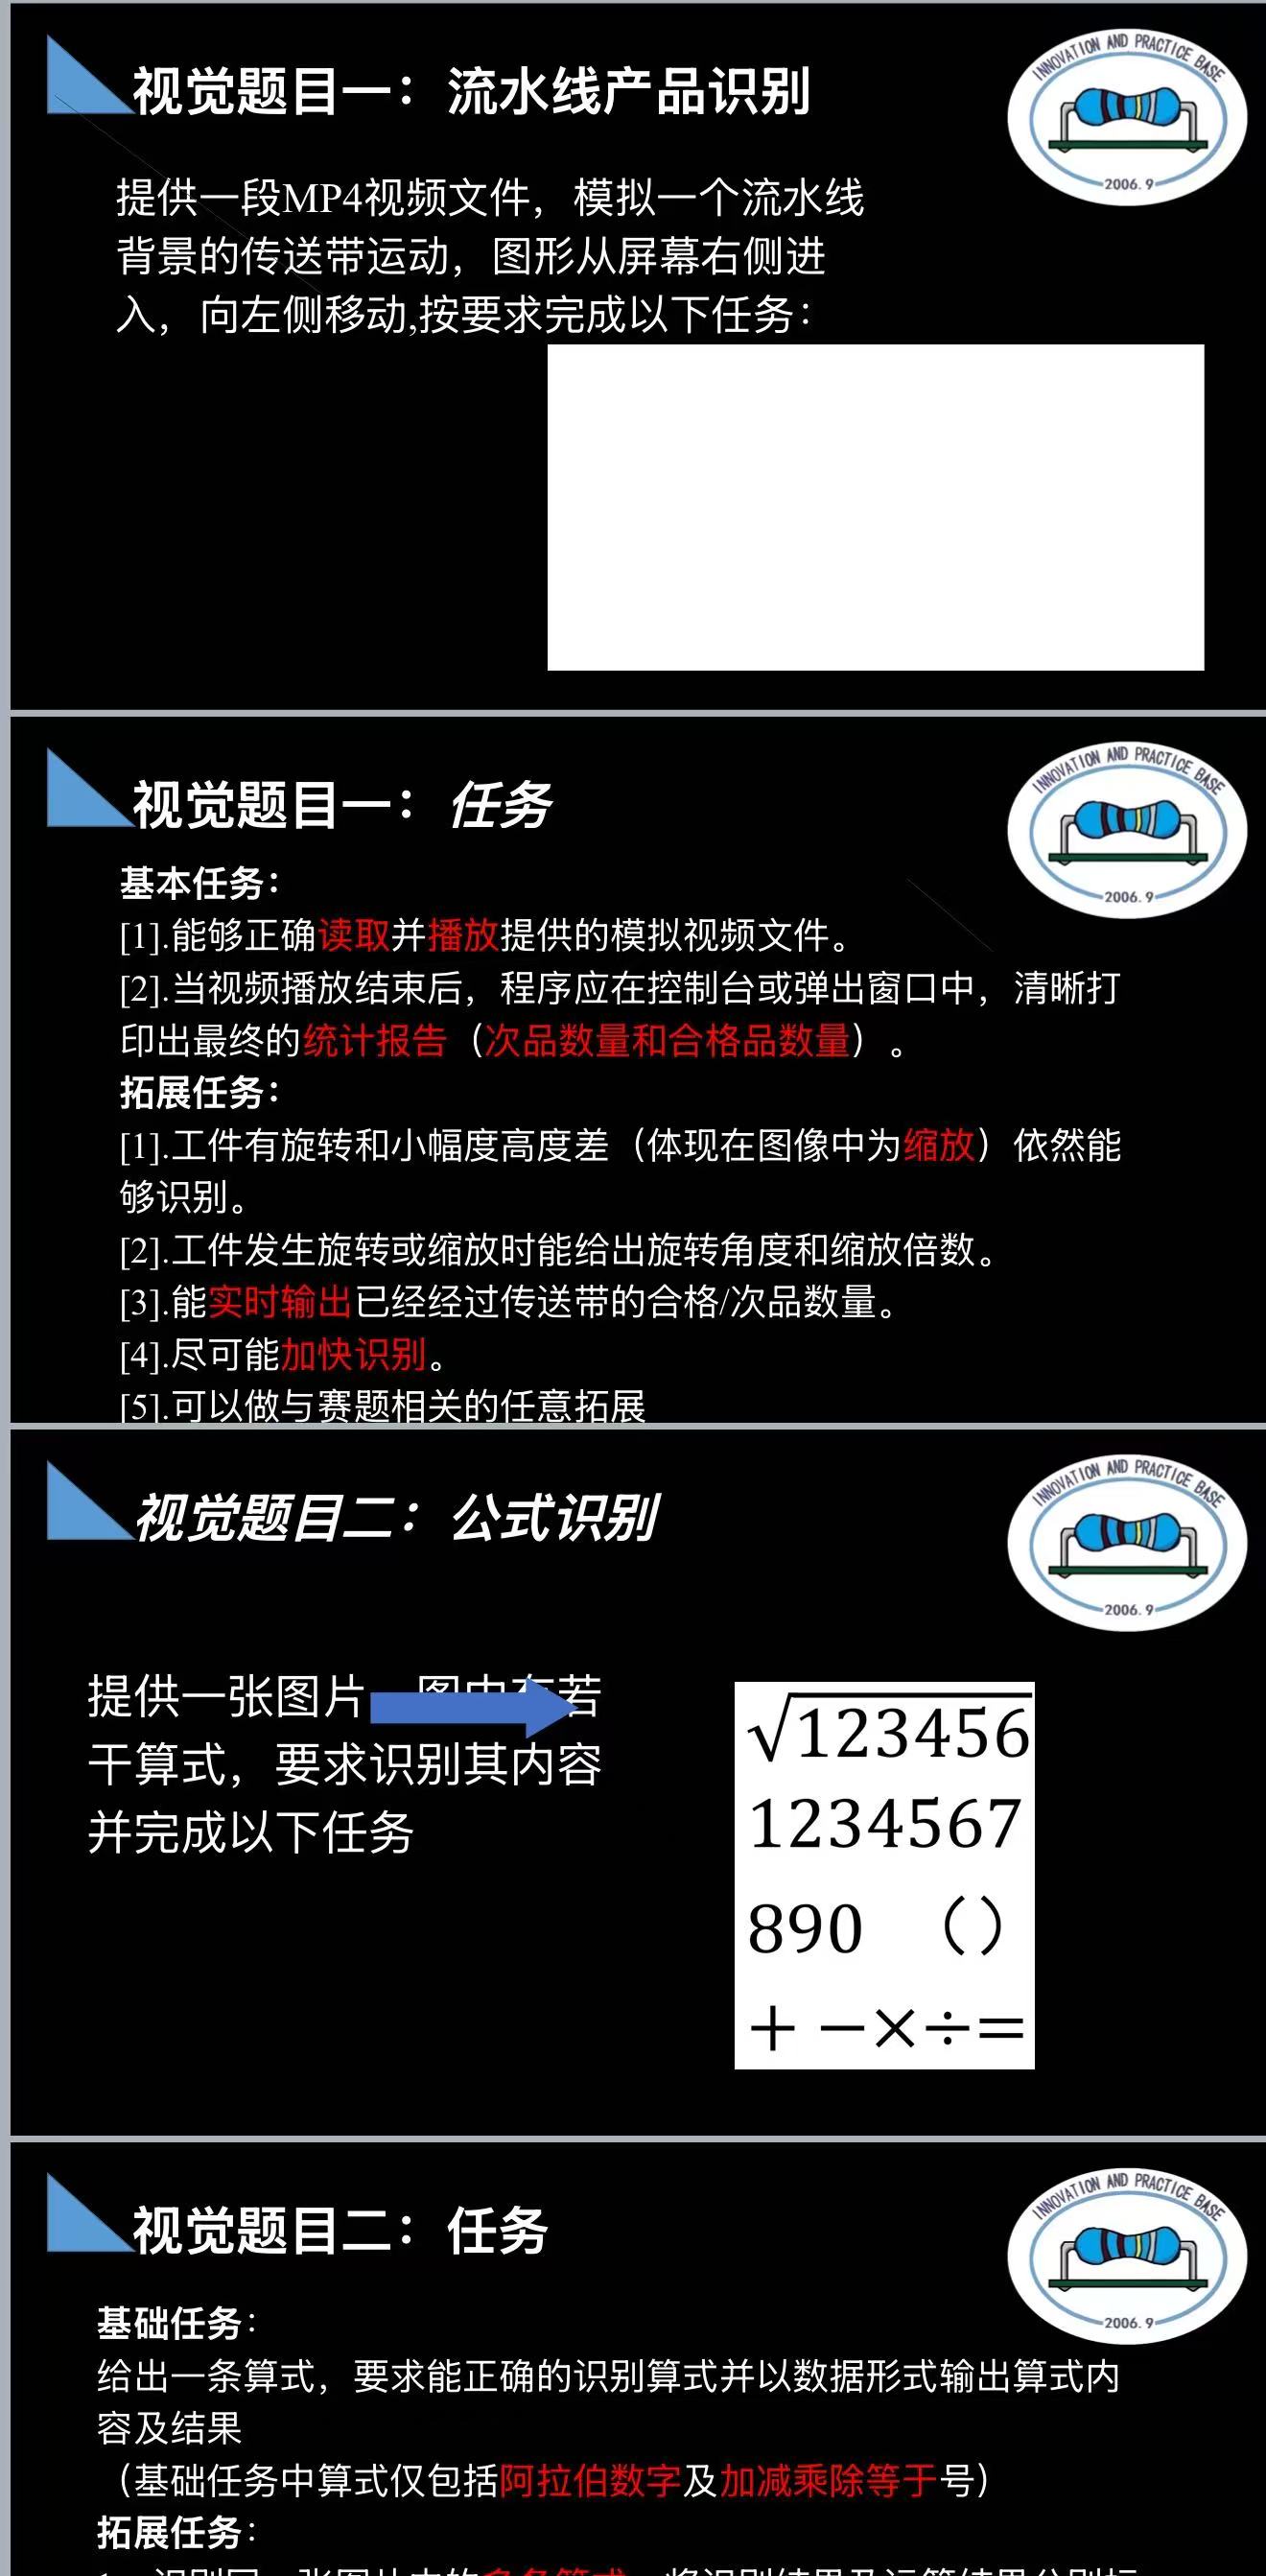 INNOVATION AND PRACTICE BASE
2006.9
视觉题目一：流水线产品识别
提供一段MP4视频文件，模拟一个流水线
背景的传送带运动，图形从屏幕右侧进
入，向左侧移动,按要求完成以下任务：
INNOVATION AND PRACTICE BASE
2006.9
视觉题目一：任务
基本任务：
[1].能够正确读取并播放提供的模拟视频文件。
[2].当视频播放结束后，程序应在控制台或弹出窗口中，清晰打
印出最终的统计报告（次品数量和合格品数量）。
拓展任务：
[1].工件有旋转和小幅度高度差（体现在图像中为缩放）依然能
够识别。
[2].工件发生旋转或缩放时能给出旋转角度和缩放倍数。
[3].能实时输出已经经过传送带的合格/次品数量。
[4].尽可能加快识别。
[5].可以做与赛题相关的任意拓展
INNOVATION AND PRACTICE BASE
2006.9
视觉题目二：公式识别
提供一张图片 图中有若
干算式，要求识别其内容
并完成以下任务
√123456
1234567
890 （）
+ −×÷=
INNOVATION AND PRACTICE BASE
2006.9
视觉题目二：任务
基础任务：
给出一条算式，要求能正确的识别算式并以数据形式输出算式内
容及结果
（基础任务中算式仅包括阿拉伯数字及加减乘除等于号）
拓展任务：